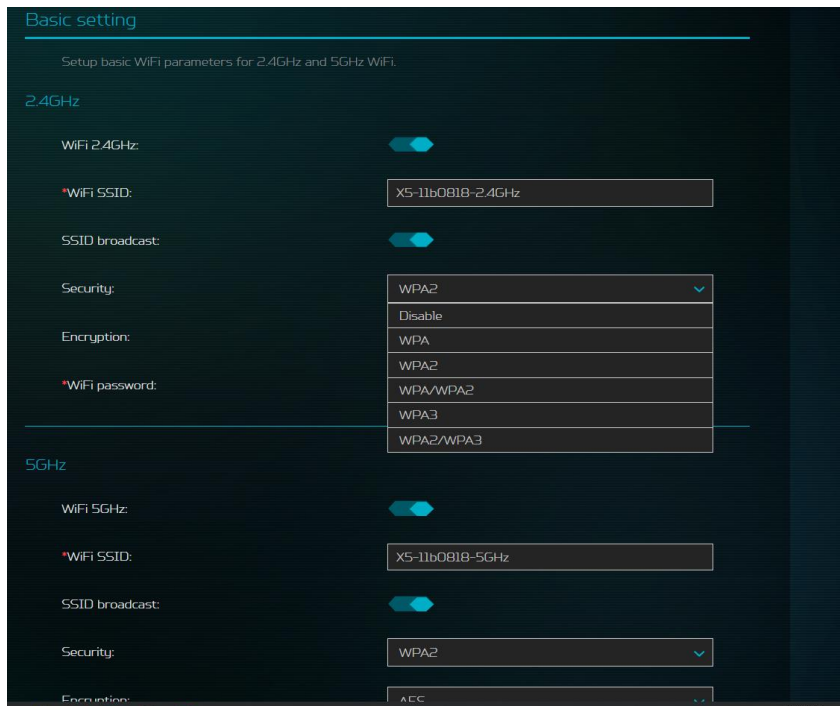 Basic setting
Setup basic WiFi parameters for 2.4GHz and 5GHz WiFi.
2.4GHz
WiFi 2.4GHz:
*WiFi SSID: X5-11b0818-2.4GHz
SSID broadcast:
Security: WPA2
Disable
Encryption: WPA
WPA2
*WiFi password: WPA/WPA2
WPA3
WPA2/WPA3
5GHz
WiFi 5GHz:
*WiFi SSID: X5-11b0818-5GHz
SSID broadcast:
Security: WPA2
Encryption: AES